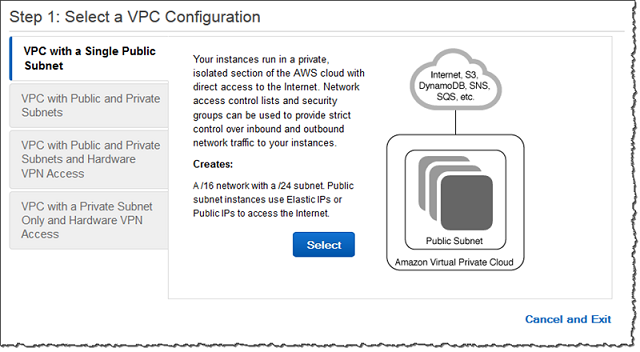 Step 1: Select a VPC Configuration
VPC with a Single Public
Subnet
VPC with Public and Private
Subnets
VPC with Public and Private
Subnets and Hardware
VPN Access
VPC with a Private Subnet
Only and Hardware VPN
Access
Your instances run in a private,
isolated section of the AWS cloud with
direct access to the Internet. Network
access control lists and security
groups can be used to provide strict
control over inbound and outbound
network traffic to your instances.
Creates:
A /16 network with a /24 subnet. Public
subnet instances use Elastic IPs or
Public IPs to access the Internet.
Select
Internet, S3,
DynamoDB, SNS,
SQS, etc.
Public Subnet
Amazon Virtual Private Cloud
Cancel and Exit